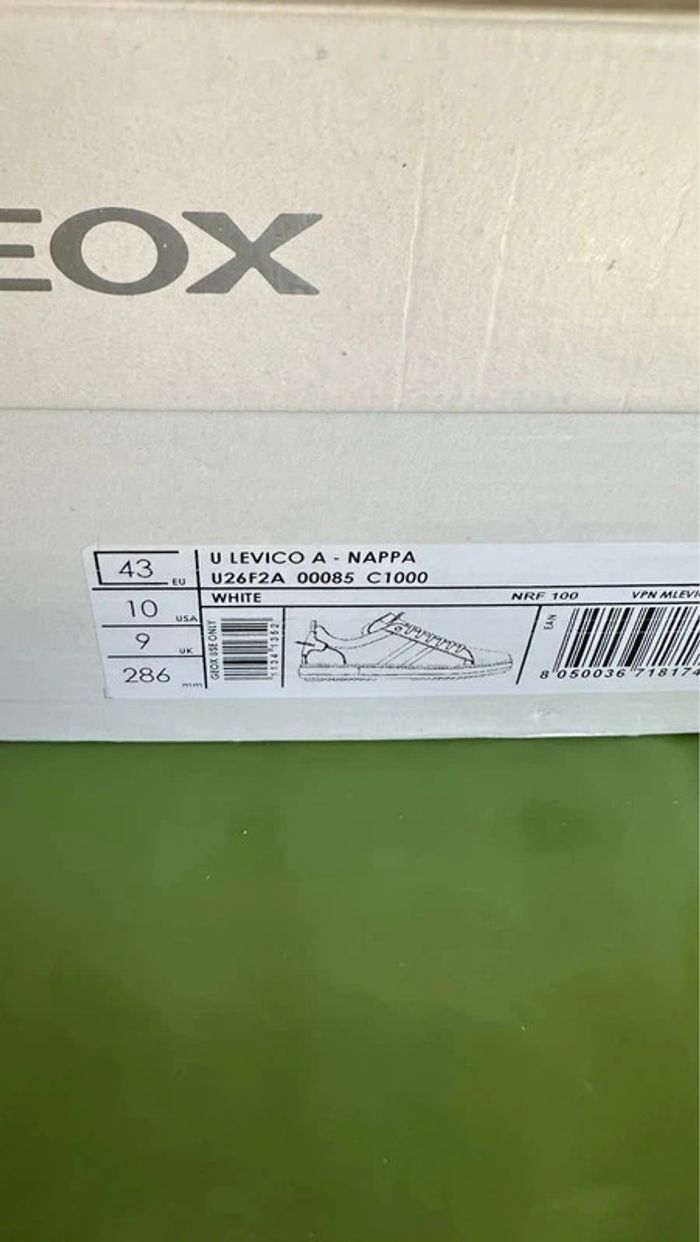 EOX
43 EU
U LEVICO A - NAPPA
U26F2A 00085 C1000
10 USA
WHITE NRF 100 VPN MLEVI
9 UK
286 mm
GEOX USE ONLY
EAN
8 050036 718174